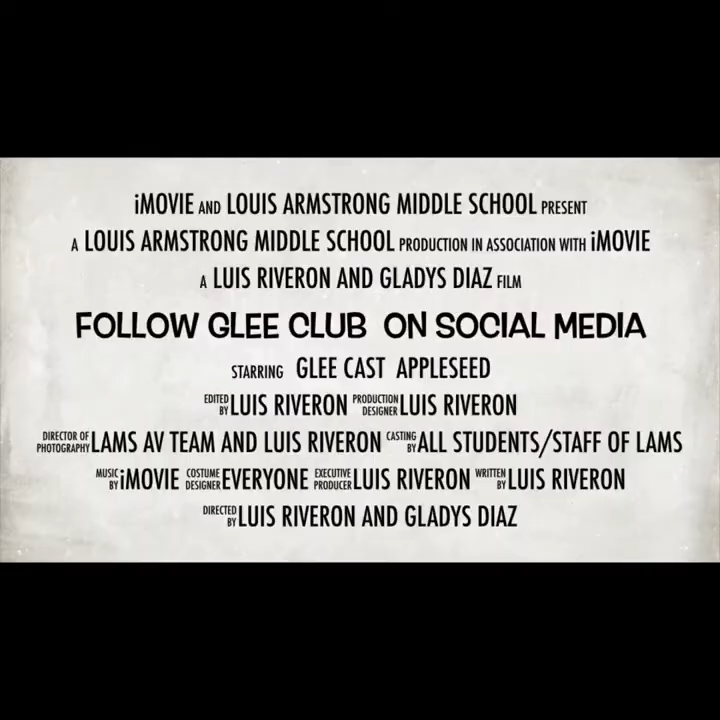 iMOVIE AND LOUIS ARMSTRONG MIDDLE SCHOOL PRESENT
A LOUIS ARMSTRONG MIDDLE SCHOOL PRODUCTION IN ASSOCIATION WITH iMOVIE
A LUIS RIVERON AND GLADYS DIAZ FILM
FOLLOW GLEE CLUB ON SOCIAL MEDIA
STARRING GLEE CAST APPLESEED
EDITED BY LUIS RIVERON PRODUCTION DESIGNER LUIS RIVERON
DIRECTOR OF PHOTOGRAPHY LAMS AV TEAM AND LUIS RIVERON CASTING BY ALL STUDENTS/STAFF OF LAMS
MUSIC BY iMOVIE COSTUME DESIGNER EVERYONE EXECUTIVE PRODUCER LUIS RIVERON WRITTEN BY LUIS RIVERON
DIRECTED BY LUIS RIVERON AND GLADYS DIAZ